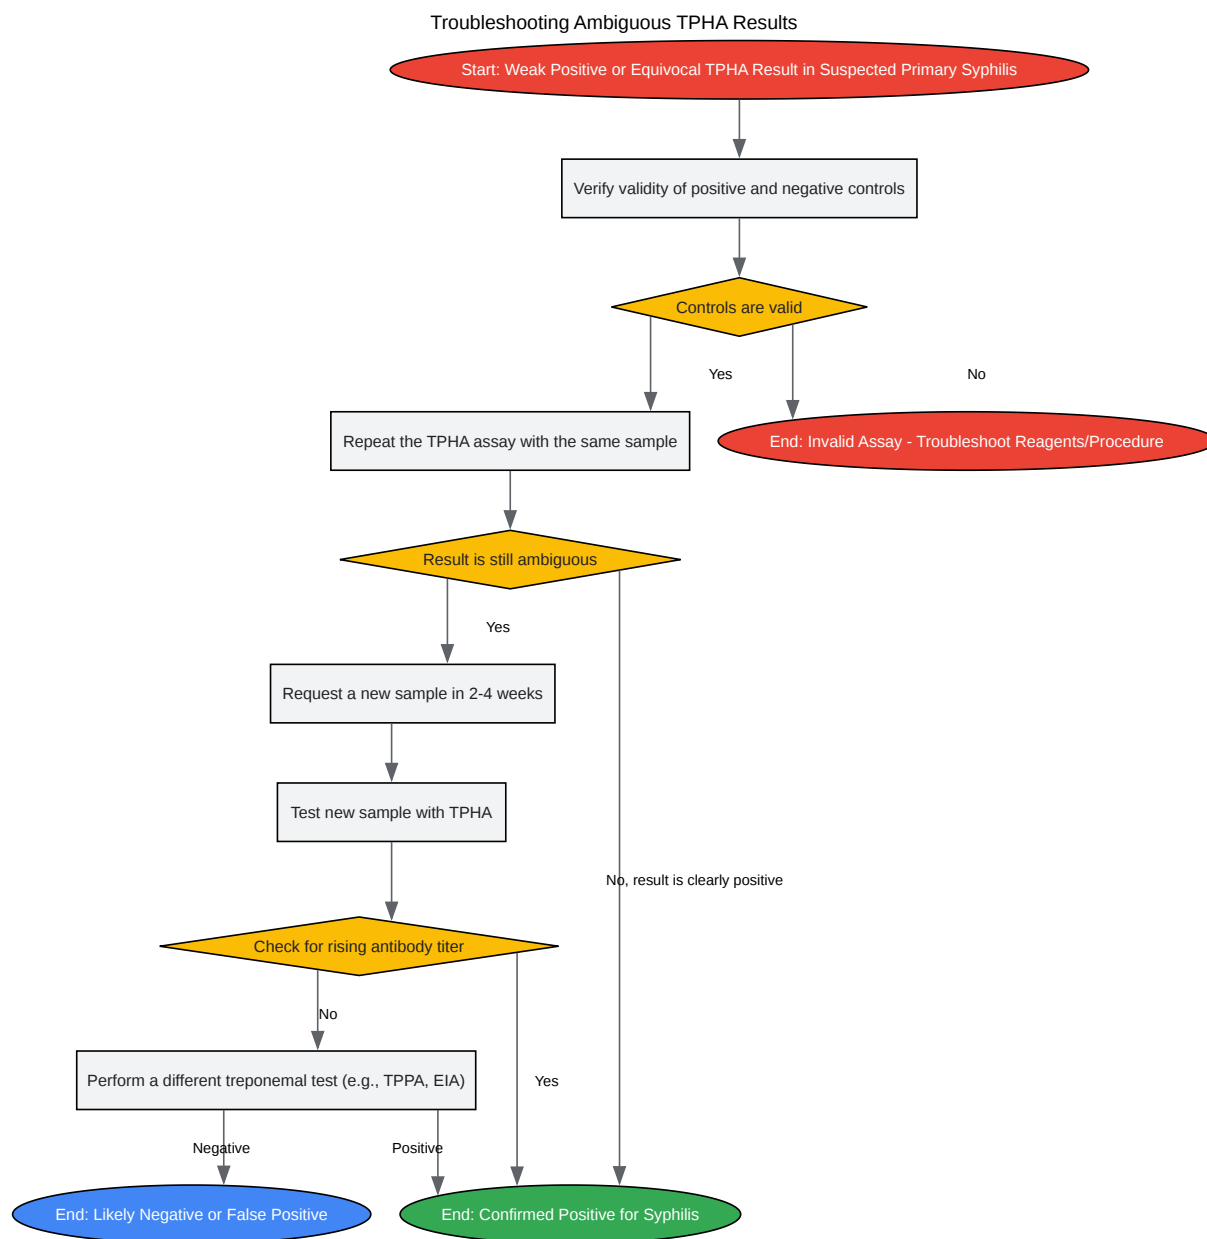 Troubleshooting Ambiguous TPHA Results
Start: Weak Positive or Equivocal TPHA Result in Suspected Primary Syphilis
Verify validity of positive and negative controls
Controls are valid
Yes
No
Repeat the TPHA assay with the same sample
End: Invalid Assay - Troubleshoot Reagents/Procedure
Result is still ambiguous
Yes
Request a new sample in 2-4 weeks
Test new sample with TPHA
No, result is clearly positive
Check for rising antibody titer
No
Perform a different treponemal test (e.g., TPPA, EIA)
Yes
Negative
Positive
End: Likely Negative or False Positive
End: Confirmed Positive for Syphilis